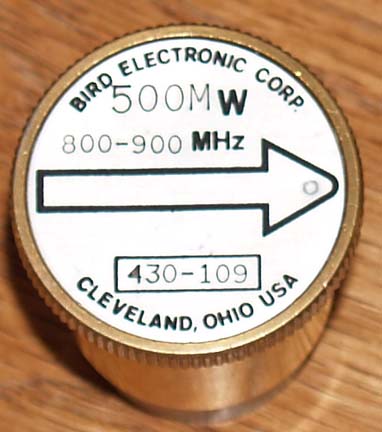 BIRD ELECTRONIC CORP.
500MW
800-900 MHz
430-109
CLEVELAND, OHIO USA